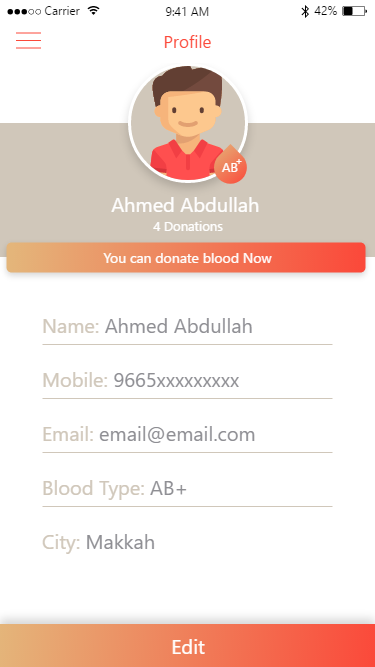 Carrier 9:41 AM 42%
Profile
AB+
Ahmed Abdullah
4 Donations
You can donate blood Now
Name: Ahmed Abdullah
Mobile: 9665xxxxxxxxx
Email: email@email.com
Blood Type: AB+
City: Makkah
Edit